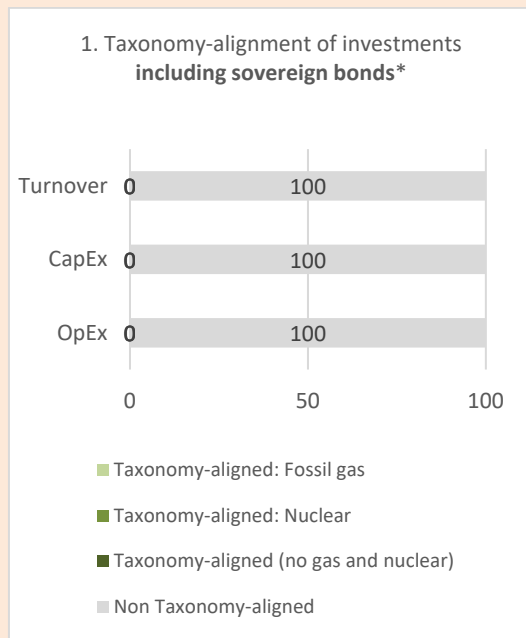 1. Taxonomy-alignment of investments
including sovereign bonds*
Turnover 0 100
CapEx 0 100
OpEx 0 100
0 50 100
Taxonomy-aligned: Fossil gas
Taxonomy-aligned: Nuclear
Taxonomy-aligned (no gas and nuclear)
Non Taxonomy-aligned